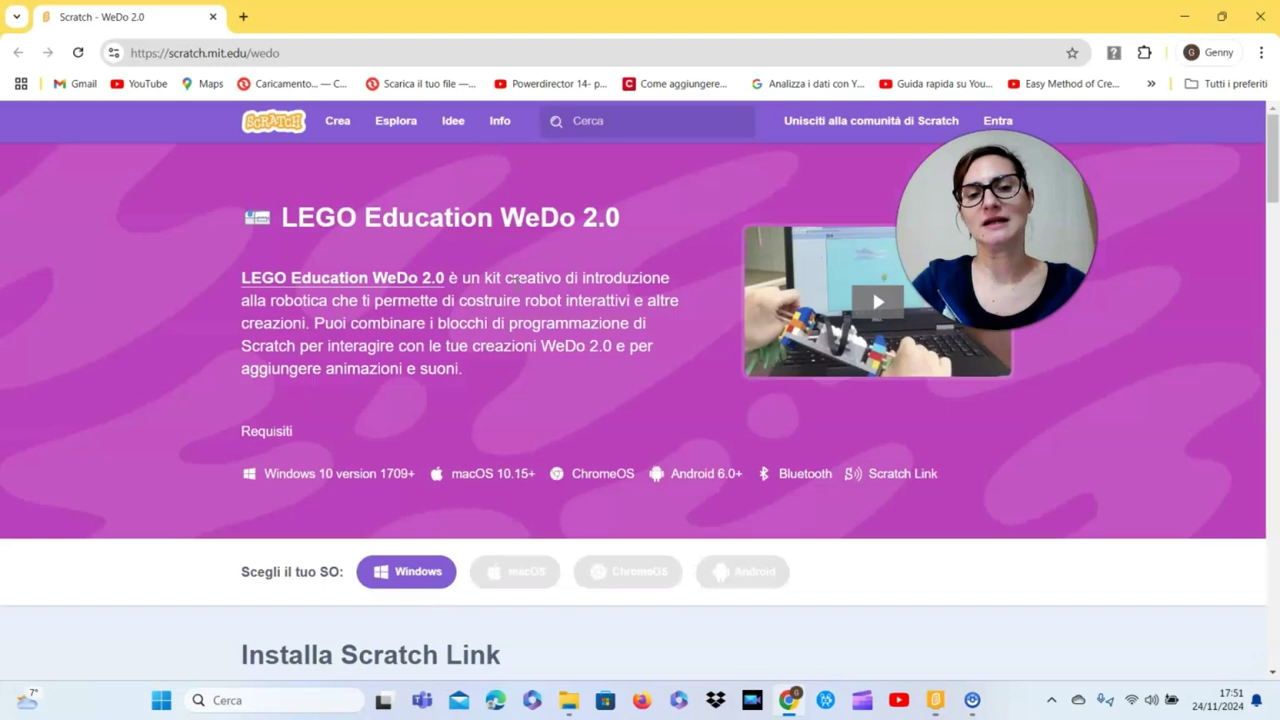 Scratch - WeDo 2.0
https://scratch.mit.edu/wedo
Genny
Gmail
YouTube
Maps
Caricamento... — C...
Scarica il tuo file —...
Powerdirector 14- p...
Come aggiungere...
Analizza i dati con Y...
Guida rapida su You...
Easy Method of Cre...
Tutti i preferiti
SCRATCH
Crea
Esplora
Idee
Info
Cerca
Unisciti alla comunità di Scratch
Entra
LEGO Education WeDo 2.0
LEGO Education WeDo 2.0 è un kit creativo di introduzione
alla robotica che ti permette di costruire robot interattivi e altre
creazioni. Puoi combinare i blocchi di programmazione di
Scratch per interagire con le tue creazioni WeDo 2.0 e per
aggiungere animazioni e suoni.
Requisiti
Windows 10 version 1709+
macOS 10.15+
ChromeOS
Android 6.0+
Bluetooth
Scratch Link
Scegli il tuo SO:
Windows
macOS
ChromeOS
Android
Installa Scratch Link
7°
Cerca
17:51
24/11/2024